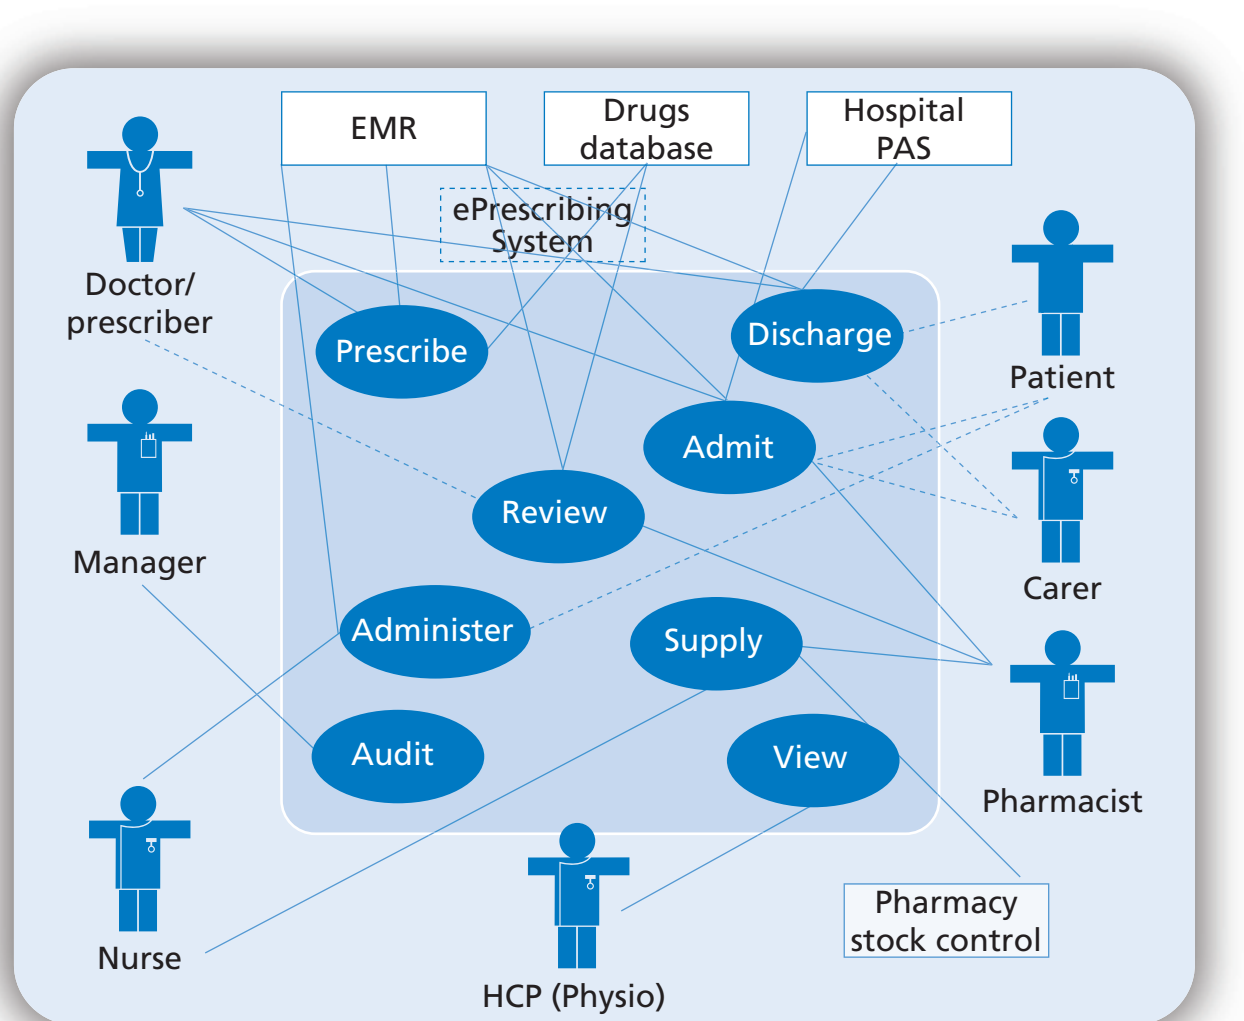 EMR
Drugs
database
Hospital
PAS
ePrescribing
System
Doctor/
prescriber
Patient
Prescribe
Discharge
Admit
Manager
Review
Carer
Administer
Supply
Pharmacist
Audit
View
Nurse
HCP (Physio)
Pharmacy
stock control